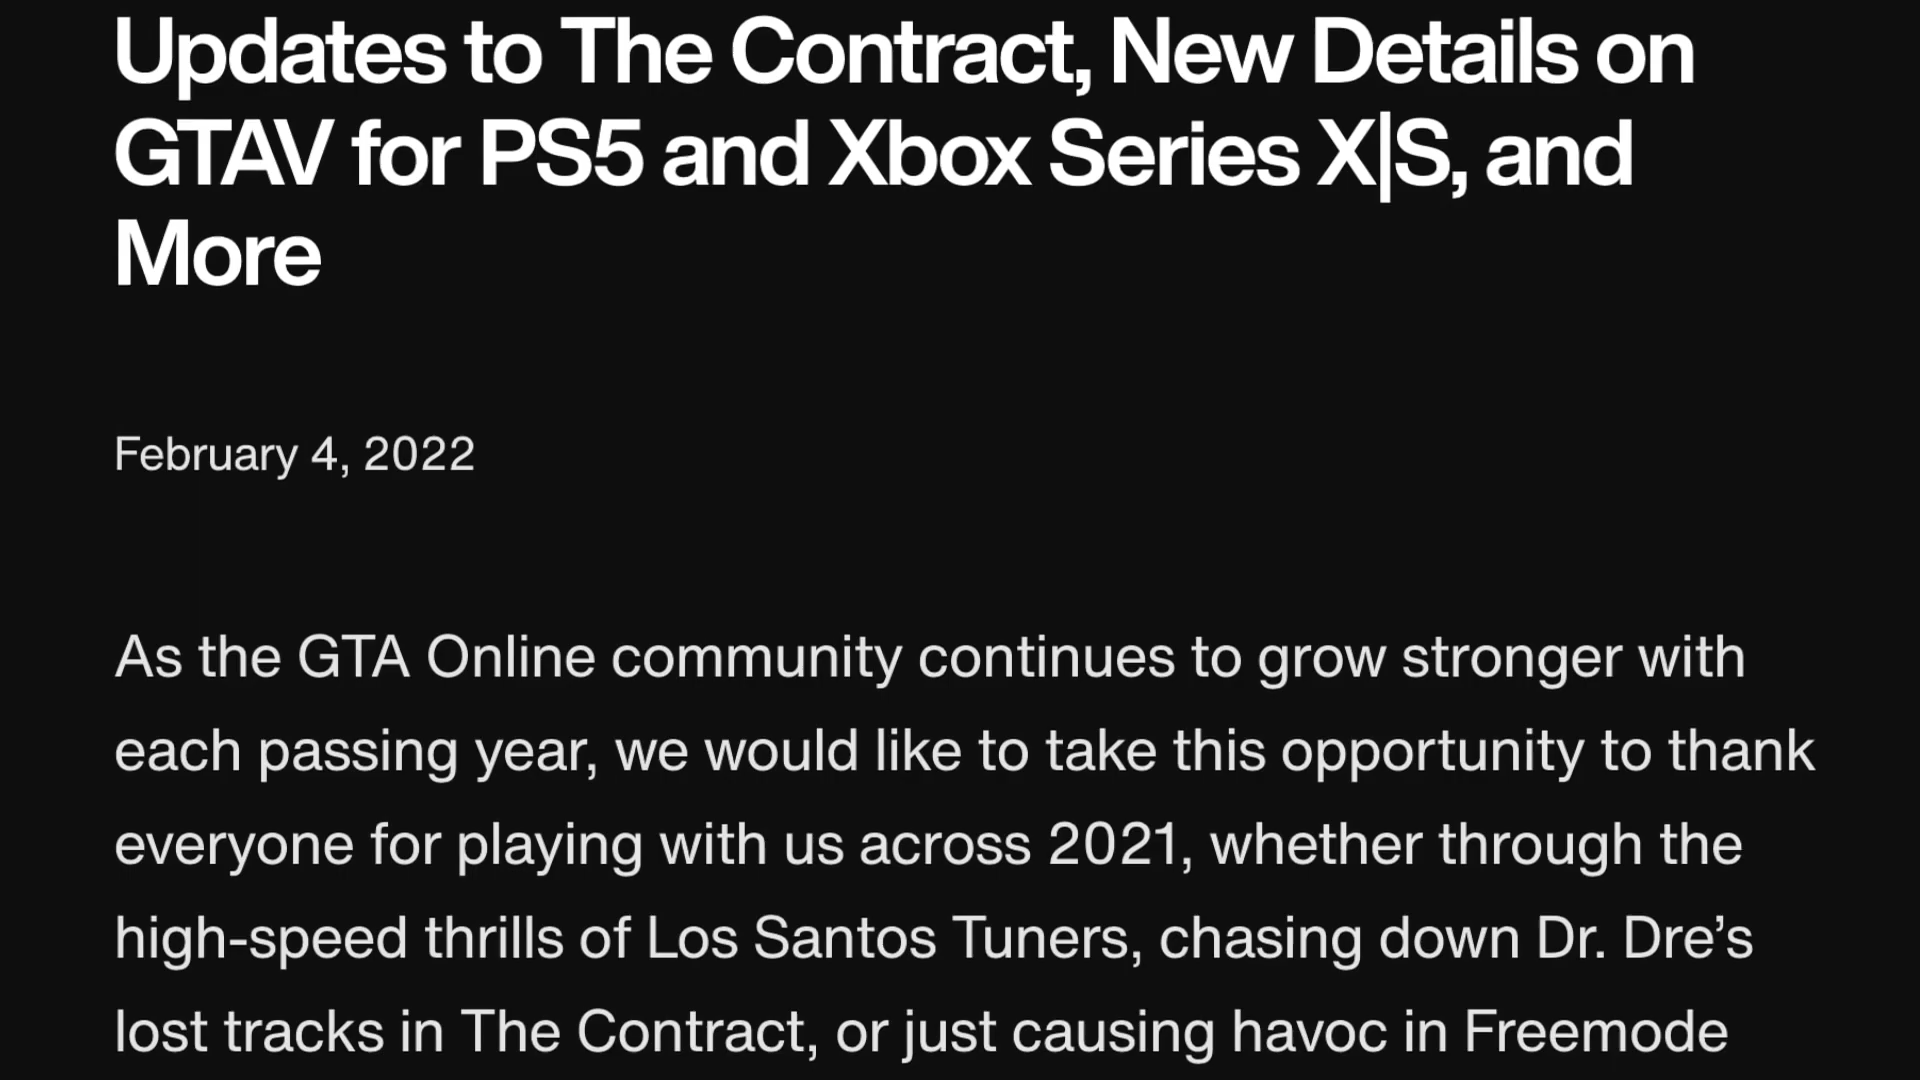 Updates to The Contract, New Details on
GTAV for PS5 and Xbox Series X|S, and
More
February 4, 2022
As the GTA Online community continues to grow stronger with
each passing year, we would like to take this opportunity to thank
everyone for playing with us across 2021, whether through the
high-speed thrills of Los Santos Tuners, chasing down Dr. Dre’s
lost tracks in The Contract, or just causing havoc in Freemode